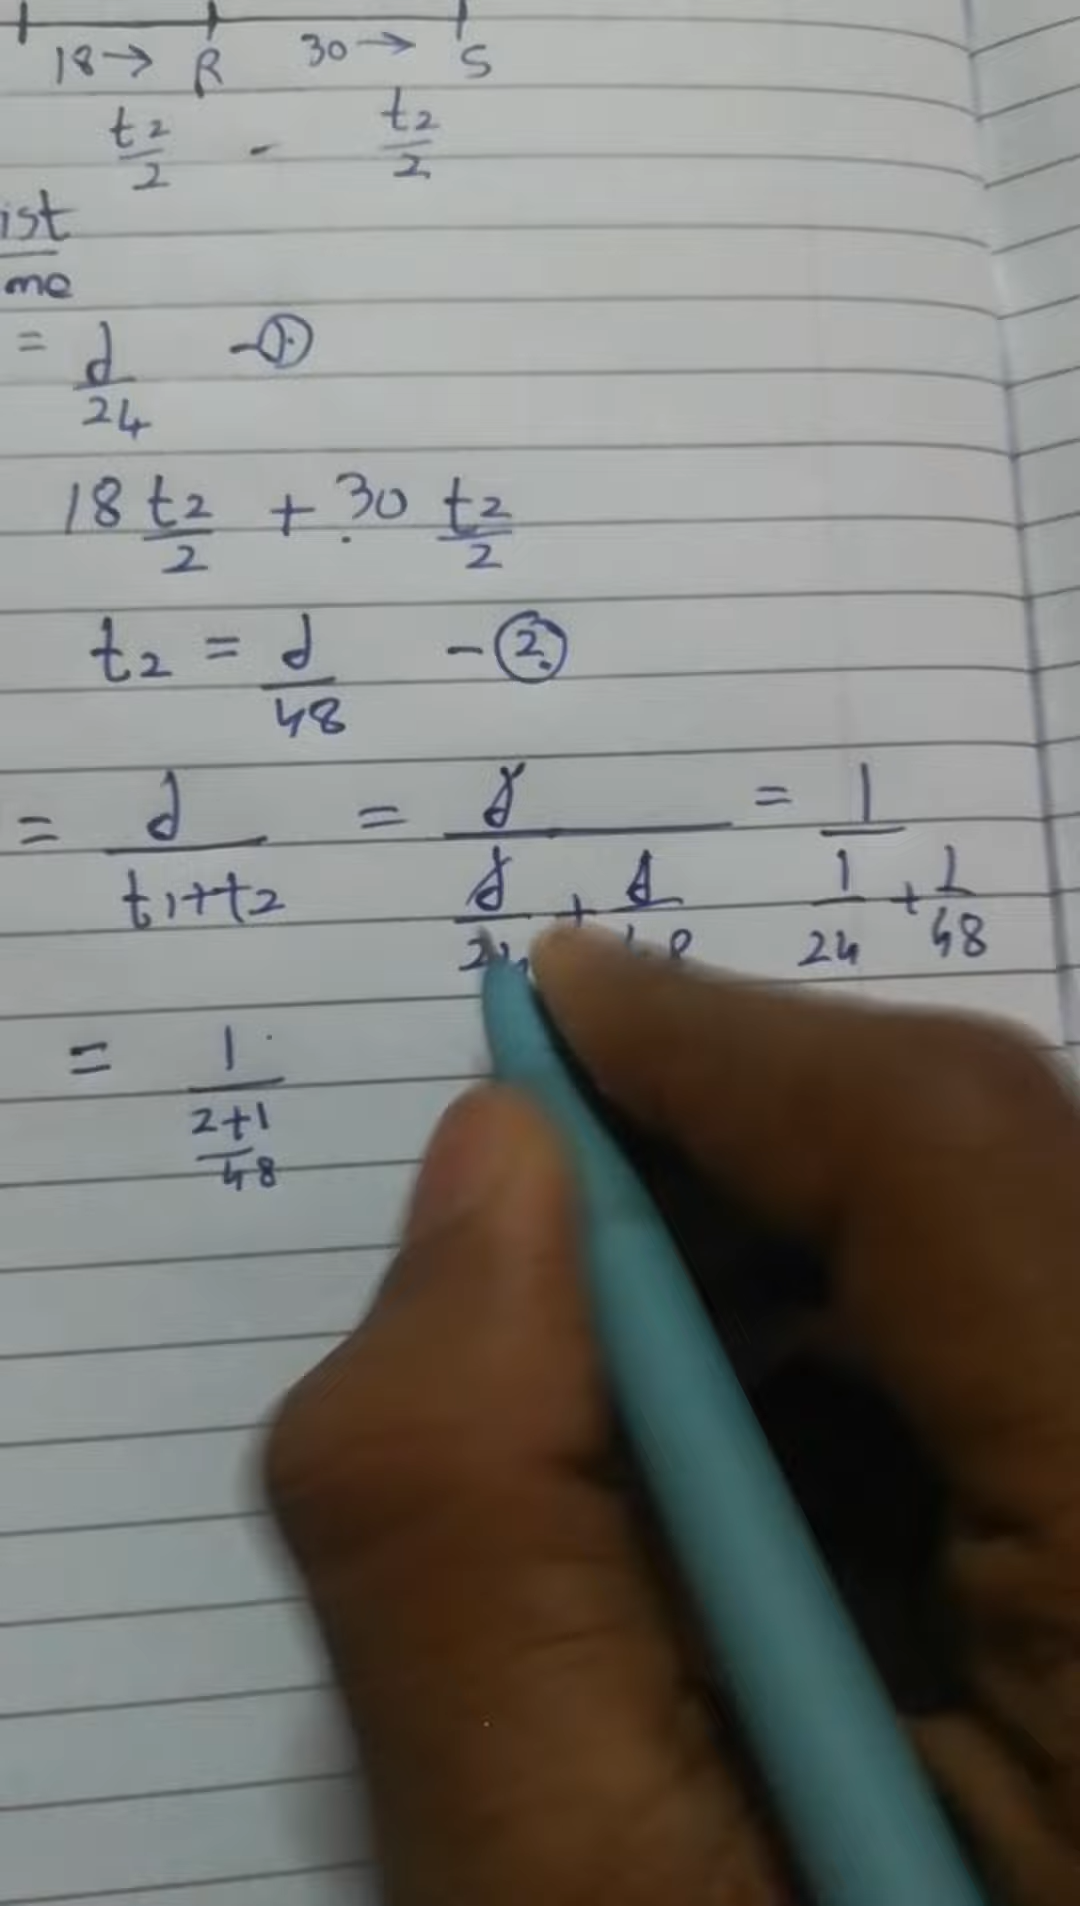 18→ R 30→ S
t2/2 - t2/2
ist
me
= d/24 -①
18 t2/2 + 30 t2/2
t2 = d/48 -②
= d/(t1+t2) = d/(d/24 + d/48) = 1/(1/24 + 1/48)
= 1/((2+1)/48)